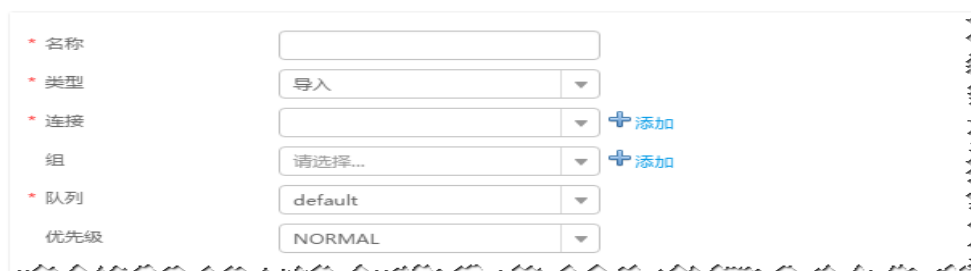 * 名称
* 类型 导入
* 连接 添加
组 请选择... 添加
* 队列 default
优先级 NORMAL